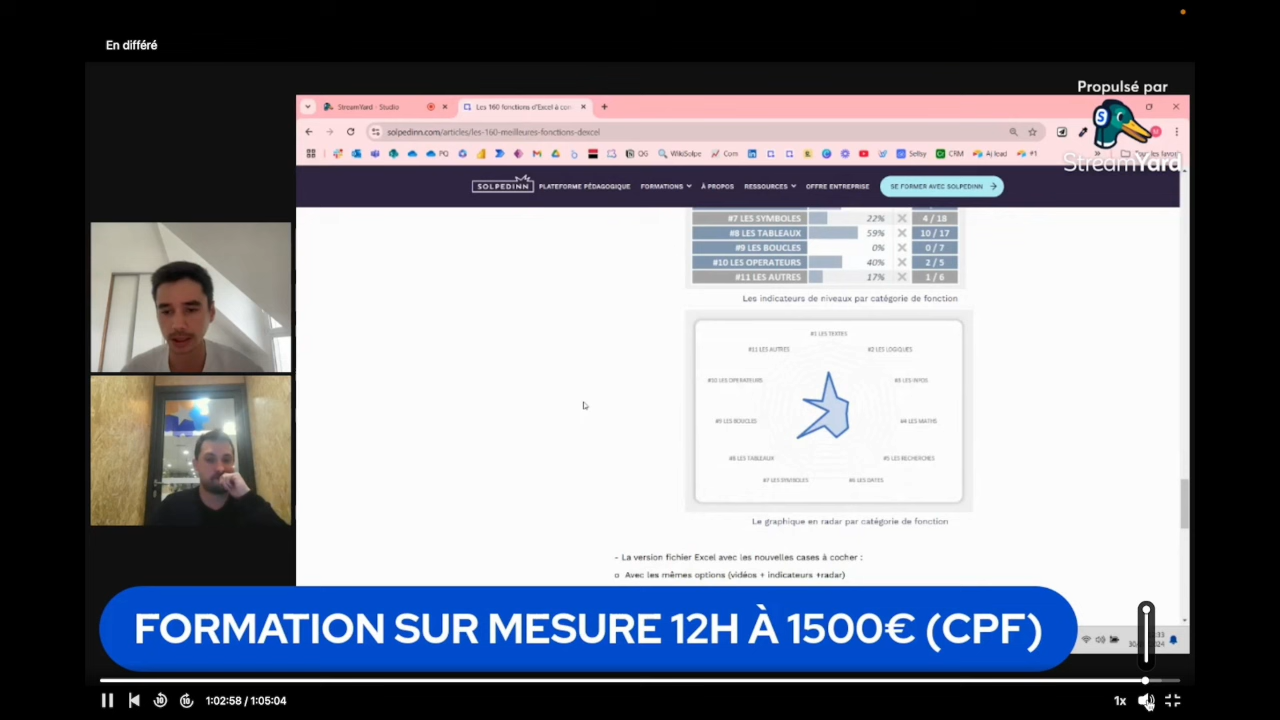 En différé
Propulsé par
StreamYard
StreamYard - Studio
Les 160 fonctions d'Excel à con
solpedinn.com/articles/les-160-meilleures-fonctions-dexcel
PQ
OG
WikiSolpe
Com
Sellsy
CRM
AI lead
#1
SOLPEDINN
PLATEFORME PÉDAGOGIQUE
FORMATIONS
À PROPOS
RESSOURCES
OFFRE ENTREPRISE
SE FORMER AVEC SOLPEDINN
#7 LES SYMBOLES 22% 4 / 18
#8 LES TABLEAUX 59% 10 / 17
#9 LES BOUCLES 0% 0 / 7
#10 LES OPERATEURS 40% 2 / 5
#11 LES AUTRES 17% 1 / 6
Les indicateurs de niveaux par catégorie de fonction
#1 LES TEXTES
#11 LES AUTRES
#2 LES LOGIQUES
#10 LES OPERATEURS
#3 LES INFOS
#9 LES BOUCLES
#4 LES MATHS
#8 LES TABLEAUX
#5 LES RECHERCHES
#7 LES SYMBOLES
#6 LES DATES
Le graphique en radar par catégorie de fonction
- La version fichier Excel avec les nouvelles cases à cocher :
o Avec les mêmes options (vidéos + indicateurs +radar)
FORMATION SUR MESURE 12H À 1500€ (CPF)
10
10
1:02:58 / 1:05:04
1x